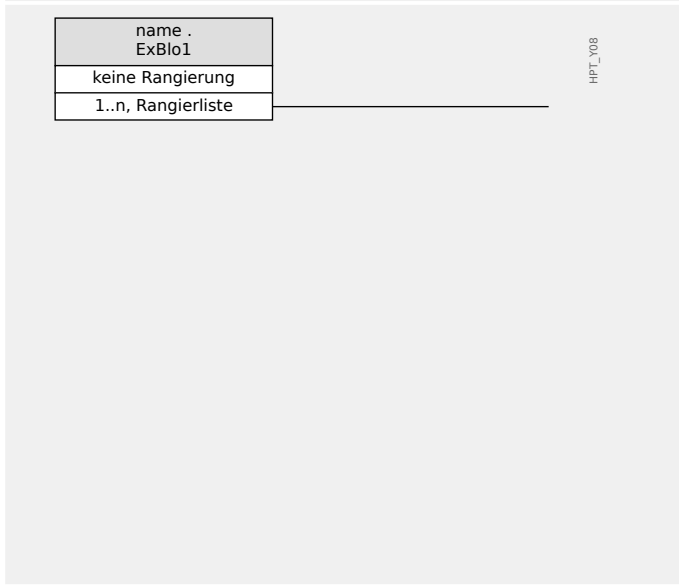 name .
ExBlo1
keine Rangierung
1..n, Rangierliste
HPT_Y08